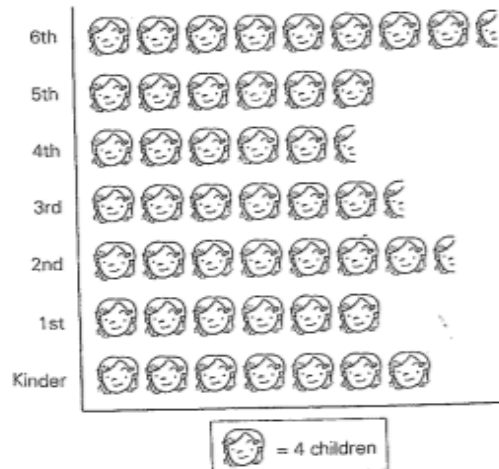 6th
5th
4th
3rd
2nd
1st
Kinder
= 4 children